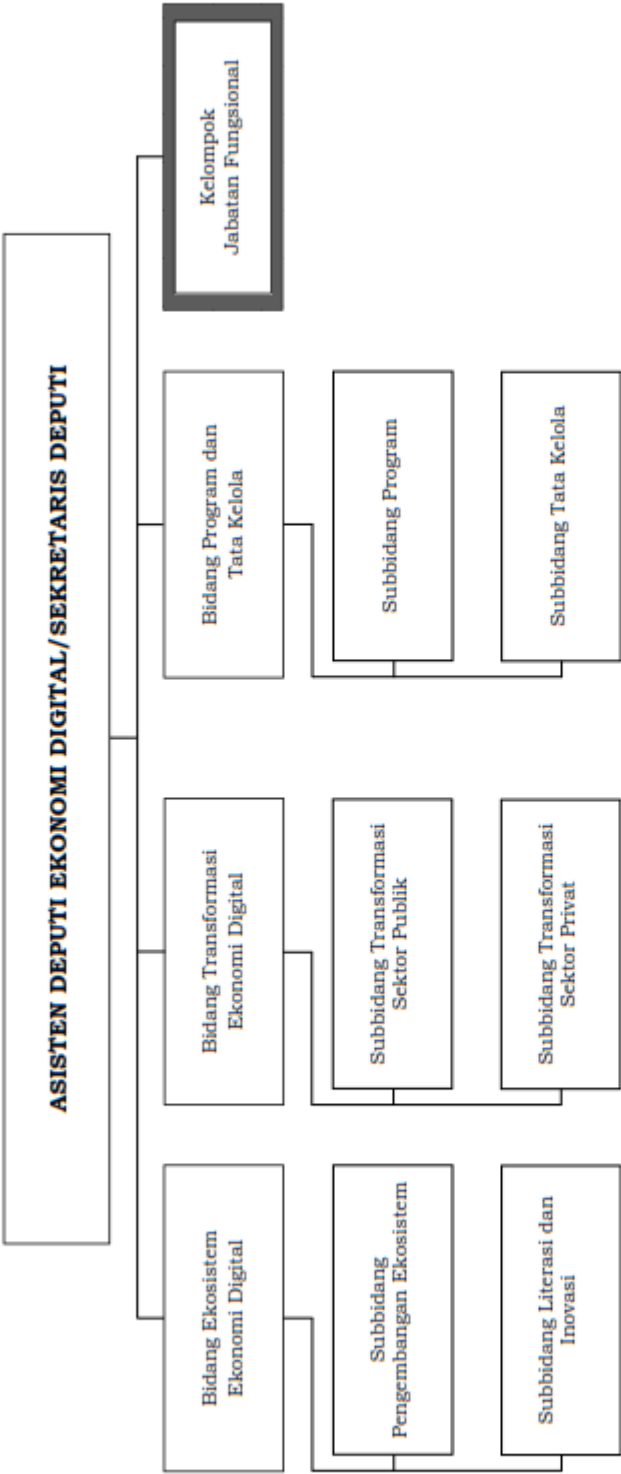 ASISTEN DEPUTI EKONOMI DIGITAL/SEKRETARIS DEPUTI
Bidang Ekosistem
Ekonomi Digital
Bidang Transformasi
Ekonomi Digital
Bidang Program dan
Tata Kelola
Kelompok
Jabatan Fungsional
Subbidang
Pengembangan Ekosistem
Subbidang Transformasi
Sektor Publik
Subbidang Program
Subbidang Literasi dan
Inovasi
Subbidang Transformasi
Sektor Privat
Subbidang Tata Kelola